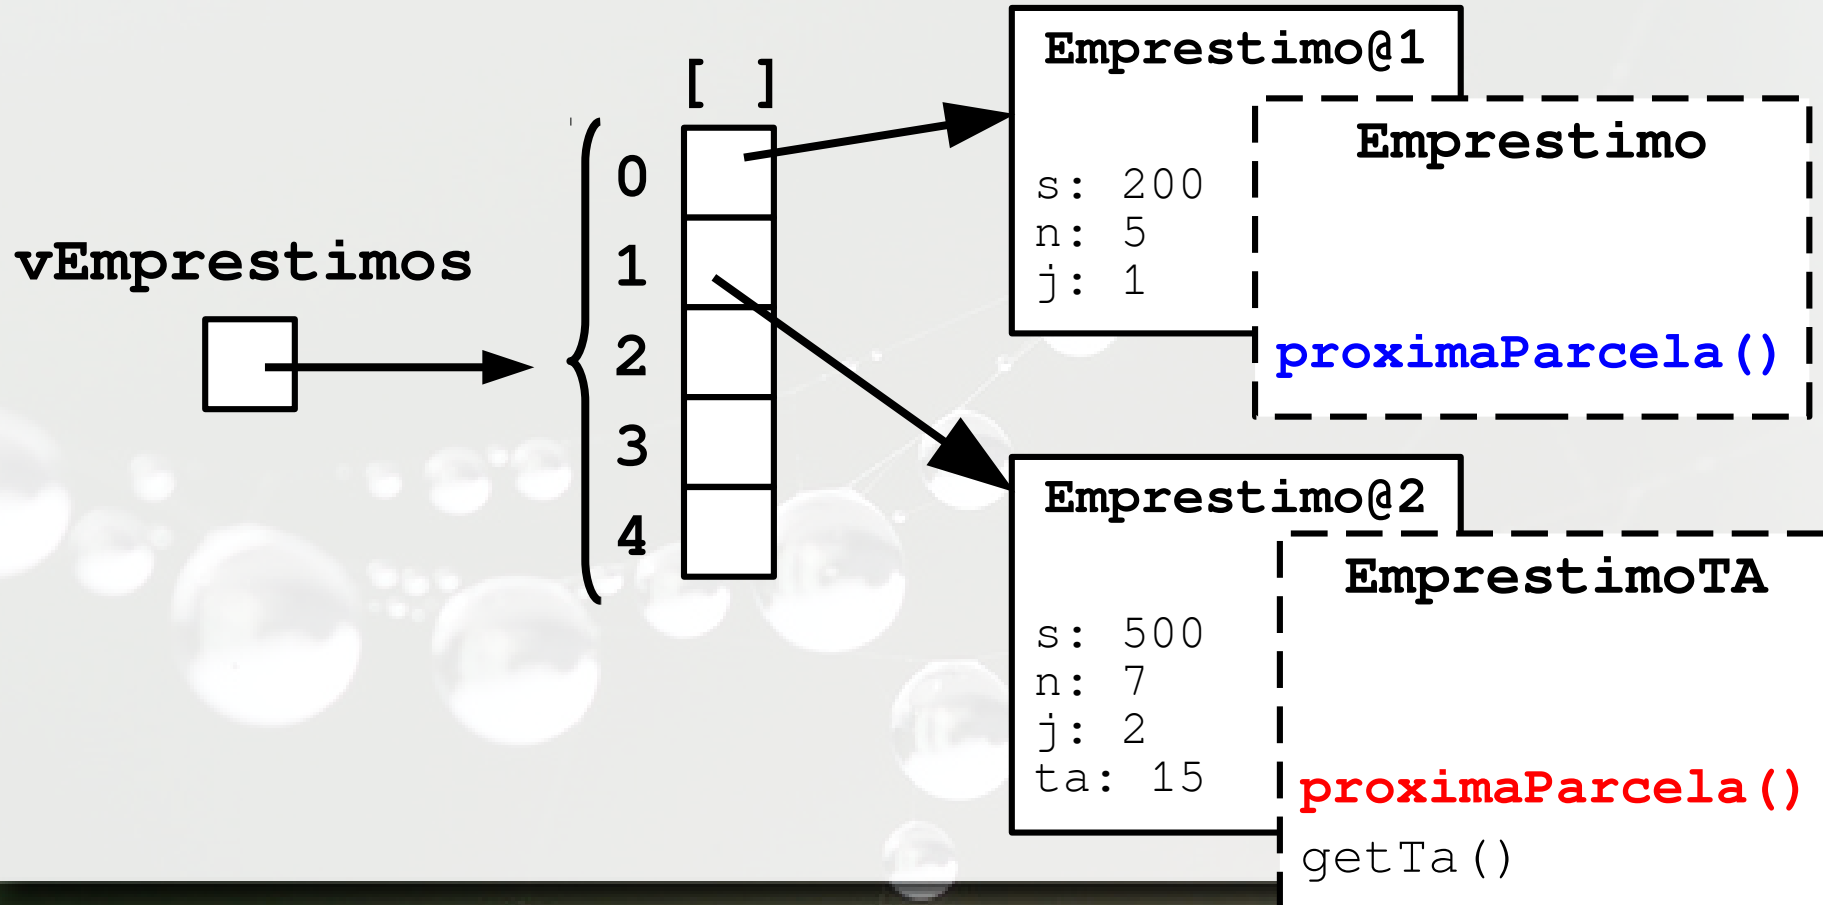 vEmprestimos
[ ]
0
1
2
3
4
Emprestimo@1
s: 200
n: 5
j: 1
Emprestimo
proximaParcela()
Emprestimo@2
s: 500
n: 7
j: 2
ta: 15
EmprestimoTA
proximaParcela()
getTa()